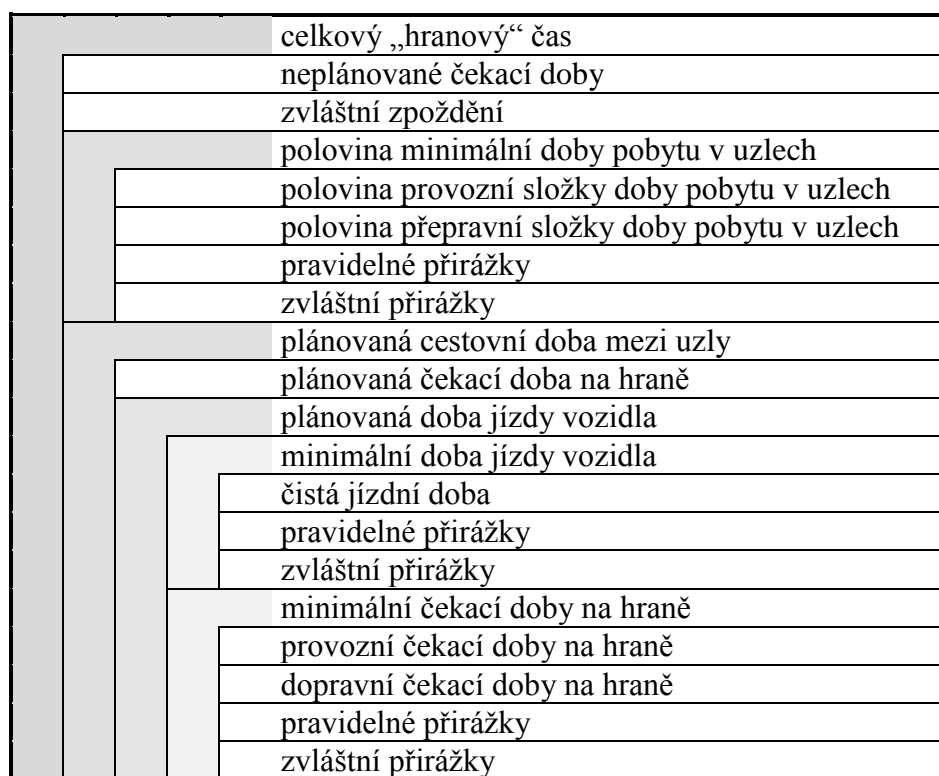 celkový „hranový“ čas
neplánované čekací doby
zvláštní zpoždění
polovina minimální doby pobytu v uzlech
polovina provozní složky doby pobytu v uzlech
polovina přepravní složky doby pobytu v uzlech
pravidelné přirážky
zvláštní přirážky
plánovaná cestovní doba mezi uzly
plánovaná čekací doba na hraně
plánovaná doba jízdy vozidla
minimální doba jízdy vozidla
čistá jízdní doba
pravidelné přirážky
zvláštní přirážky
minimální čekací doby na hraně
provozní čekací doby na hraně
dopravní čekací doby na hraně
pravidelné přirážky
zvláštní přirážky